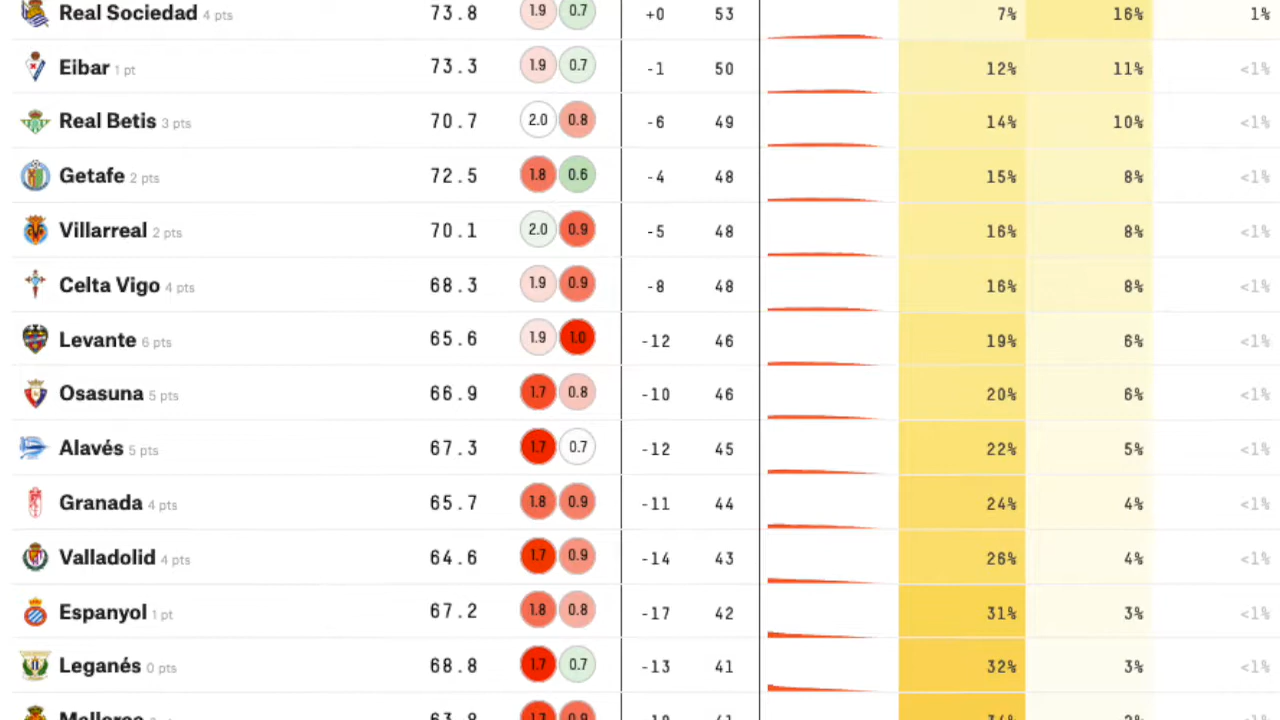 Real Sociedad 4 pts 73.8 1.9 0.7 +0 53 7% 16% 1%
Eibar 1 pt 73.3 1.9 0.7 -1 50 12% 11% <1%
Real Betis 3 pts 70.7 2.0 0.8 -6 49 14% 10% <1%
Getafe 2 pts 72.5 1.8 0.6 -4 48 15% 8% <1%
Villarreal 2 pts 70.1 2.0 0.9 -5 48 16% 8% <1%
Celta Vigo 4 pts 68.3 1.9 0.9 -8 48 16% 8% <1%
Levante 6 pts 65.6 1.9 1.0 -12 46 19% 6% <1%
Osasuna 5 pts 66.9 1.7 0.8 -10 46 20% 6% <1%
Alavés 5 pts 67.3 1.7 0.7 -12 45 22% 5% <1%
Granada 4 pts 65.7 1.8 0.9 -11 44 24% 4% <1%
Valladolid 4 pts 64.6 1.7 0.9 -14 43 26% 4% <1%
Espanyol 1 pt 67.2 1.8 0.8 -17 42 31% 3% <1%
Leganés 0 pts 68.8 1.7 0.7 -13 41 32% 3% <1%
Mallorca 1.7 0.9 41